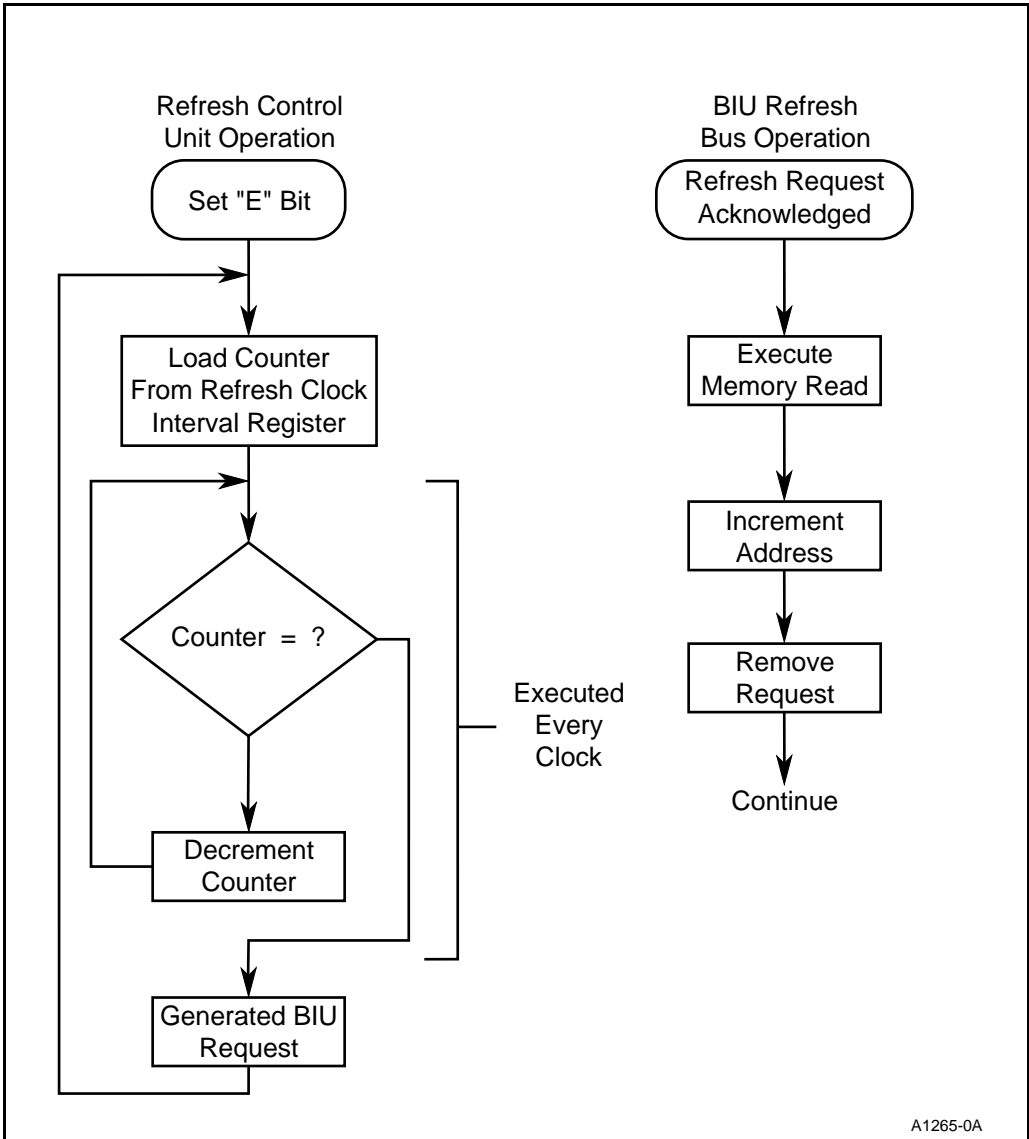 Refresh Control
Unit Operation
Set "E" Bit
Load Counter
From Refresh Clock
Interval Register
Counter = ?
Executed
Every
Clock
Decrement
Counter
Generated BIU
Request
BIU Refresh
Bus Operation
Refresh Request
Acknowledged
Execute
Memory Read
Increment
Address
Remove
Request
Continue
A1265-0A